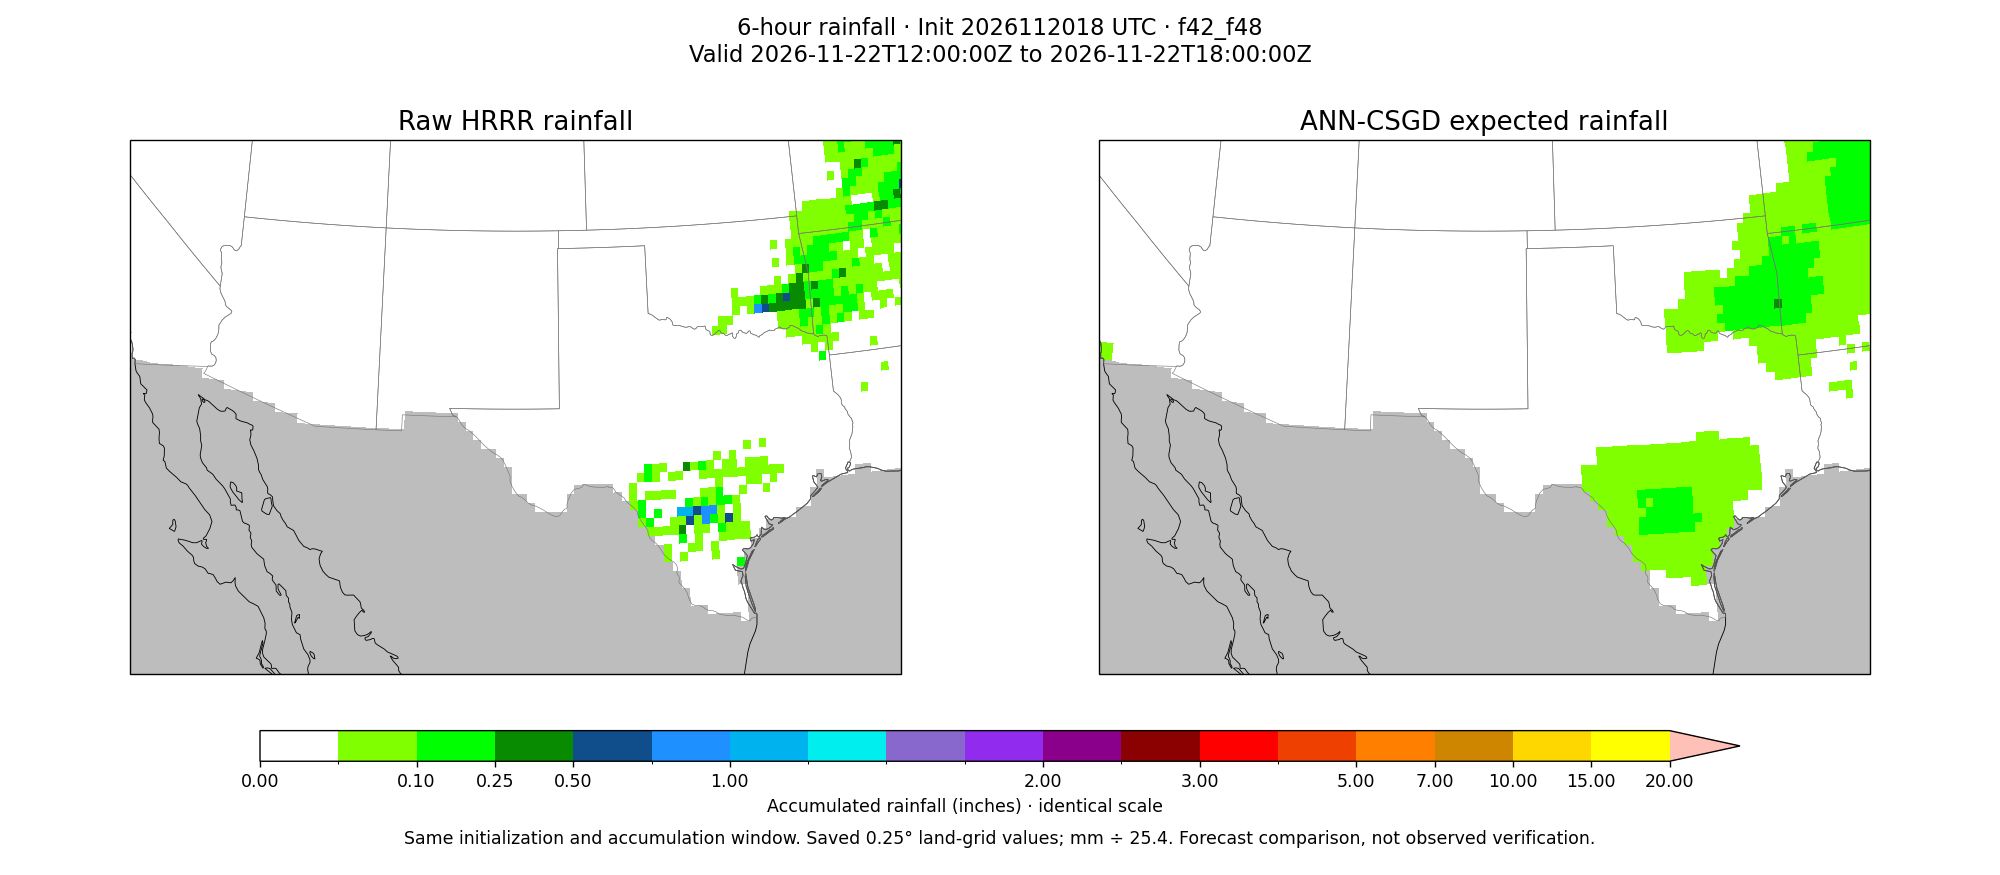 6-hour rainfall · Init 2026112018 UTC · f42_f48
Valid 2026-11-22T12:00:00Z to 2026-11-22T18:00:00Z
Raw HRRR rainfall
ANN-CSGD expected rainfall
0.00 0.10 0.25 0.50 1.00 2.00 3.00 5.00 7.00 10.00 15.00 20.00
Accumulated rainfall (inches) · identical scale
Same initialization and accumulation window. Saved 0.25° land-grid values; mm ÷ 25.4. Forecast comparison, not observed verification.